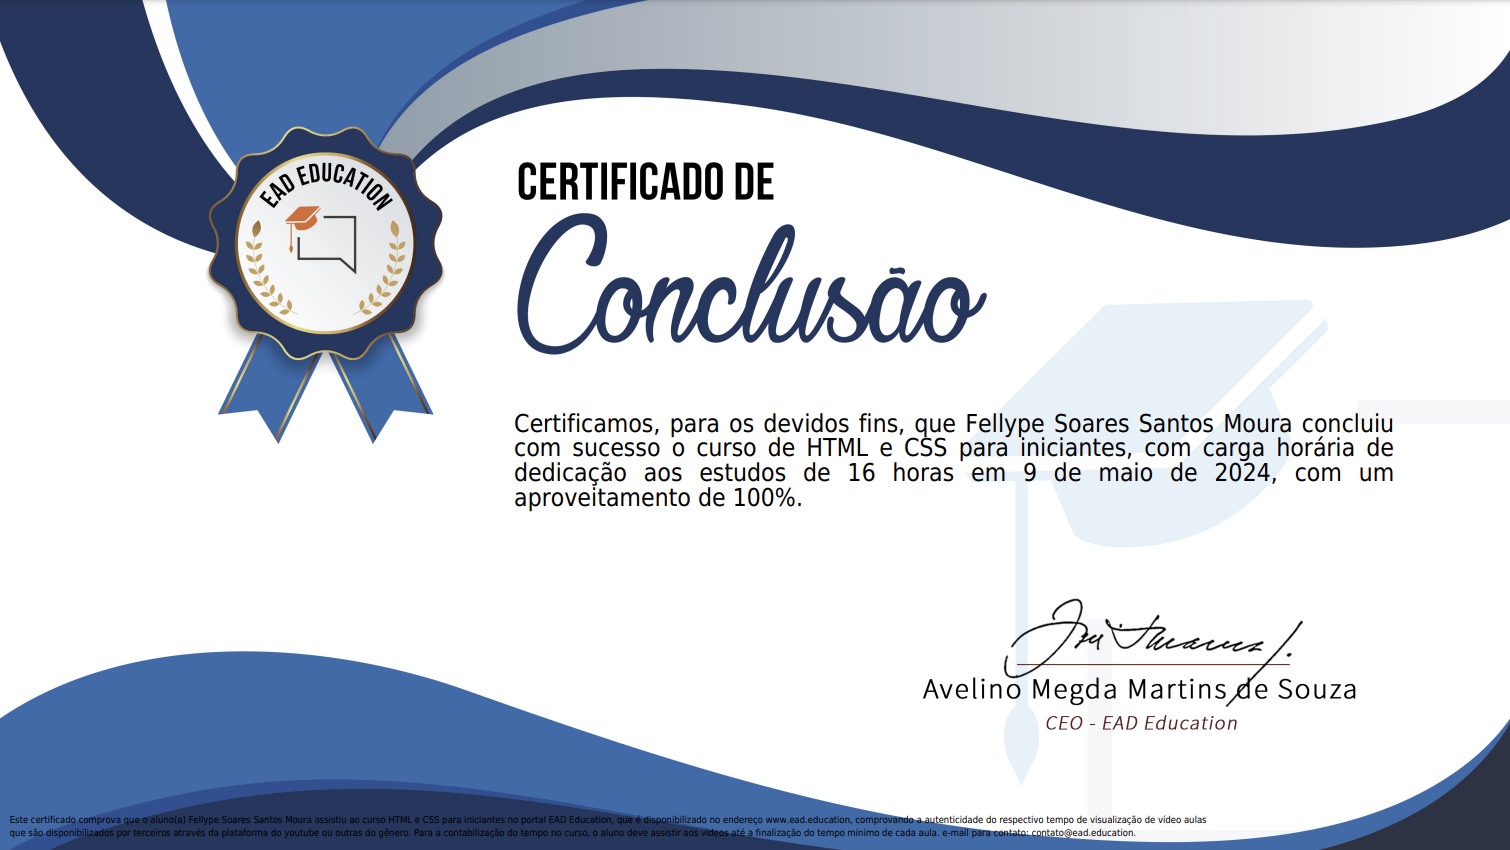 EAD EDUCATION
CERTIFICADO DE
Conclusão
Certificamos, para os devidos fins, que Fellype Soares Santos Moura concluiu
com sucesso o curso de HTML e CSS para iniciantes, com carga horária de
dedicação aos estudos de 16 horas em 9 de maio de 2024, com um
aproveitamento de 100%.
Avelino Megda Martins de Souza
CEO - EAD Education
Este certificado comprova que o aluno(a) Fellype Soares Santos Moura assistiu ao curso HTML e CSS para iniciantes no portal EAD Education, que é disponibilizado no endereço www.ead.education, comprovando a autenticidade do respectivo tempo de visualização de vídeo aulas
que são disponibilizados por terceiros através da plataforma do youtube ou outras do gênero. Para a contabilização do tempo no curso, o aluno deve assistir aos vídeos até a finalização do tempo minimo de cada aula. e-mail para contato: contato@ead.education.